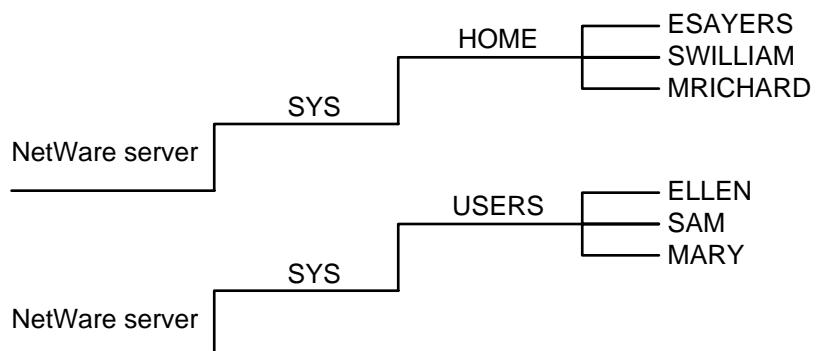 ESAYERS
HOME
SWILLIAM
MRICHARD
SYS
NetWare server
ELLEN
USERS
SAM
MARY
SYS
NetWare server